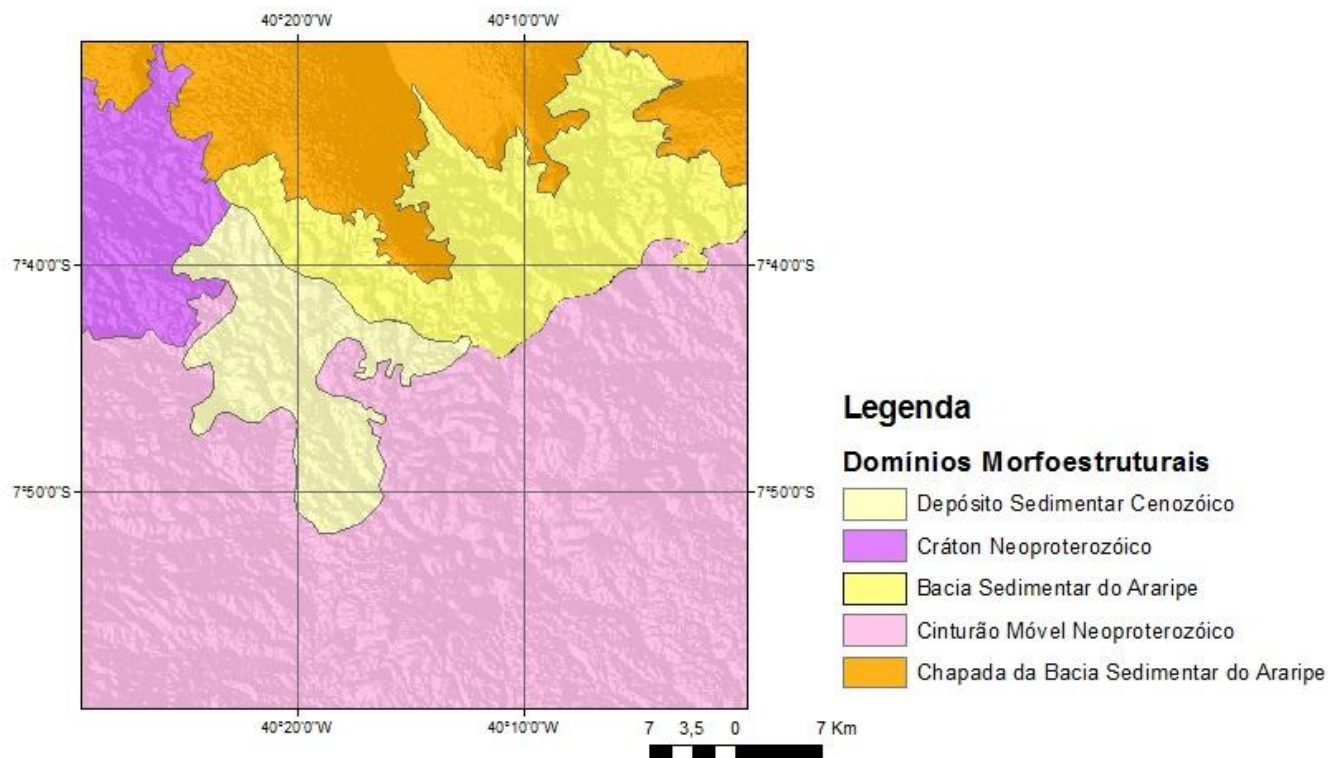 40°20'0"W 40°10'0"W
7°40'0"S 7°40'0"S
7°50'0"S 7°50'0"S
40°20'0"W 40°10'0"W
7 3,5 0 7 Km
Legenda
Domínios Morfoestruturais
Depósito Sedimentar Cenozóico
Cráton Neoproterozóico
Bacia Sedimentar do Araripe
Cinturão Móvel Neoproterozóico
Chapada da Bacia Sedimentar do Araripe